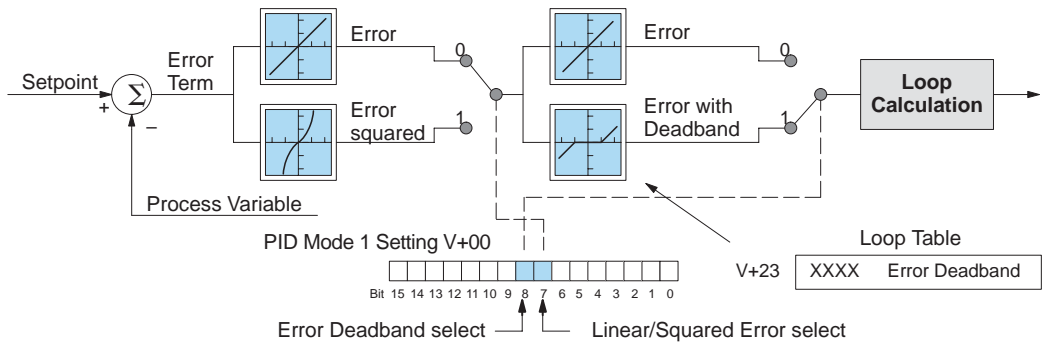 Setpoint
+
Σ
−
Error
Term
Error
0
Error
squared
1
Error
0
Error with
Deadband
1
Loop
Calculation
Process Variable
PID Mode 1 Setting V+00
Loop Table
V+23 XXXX Error Deadband
Bit 15 14 13 12 11 10 9 8 7 6 5 4 3 2 1 0
Error Deadband select
Linear/Squared Error select